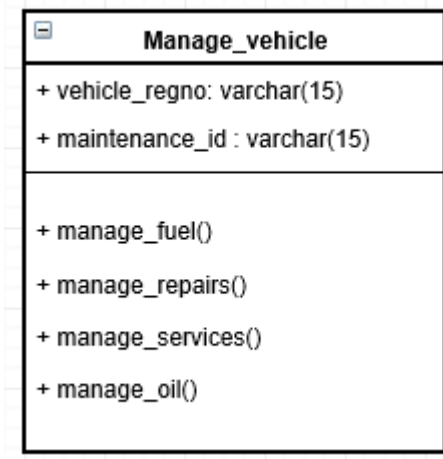 Manage_vehicle
+ vehicle_regno: varchar(15)
+ maintenance_id : varchar(15)
+ manage_fuel()
+ manage_repairs()
+ manage_services()
+ manage_oil()